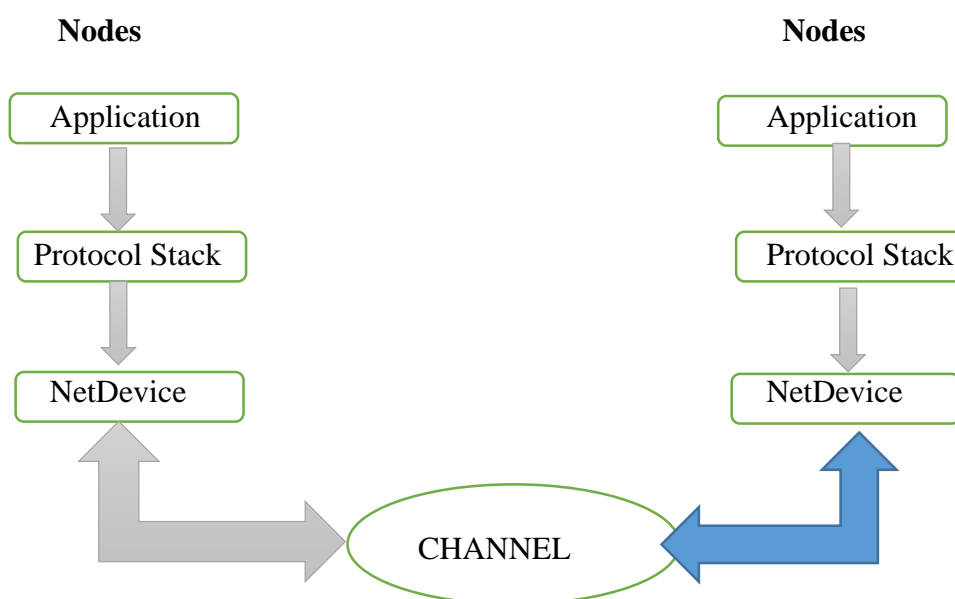 Nodes
Nodes
Application
Application
Protocol Stack
Protocol Stack
NetDevice
NetDevice
CHANNEL